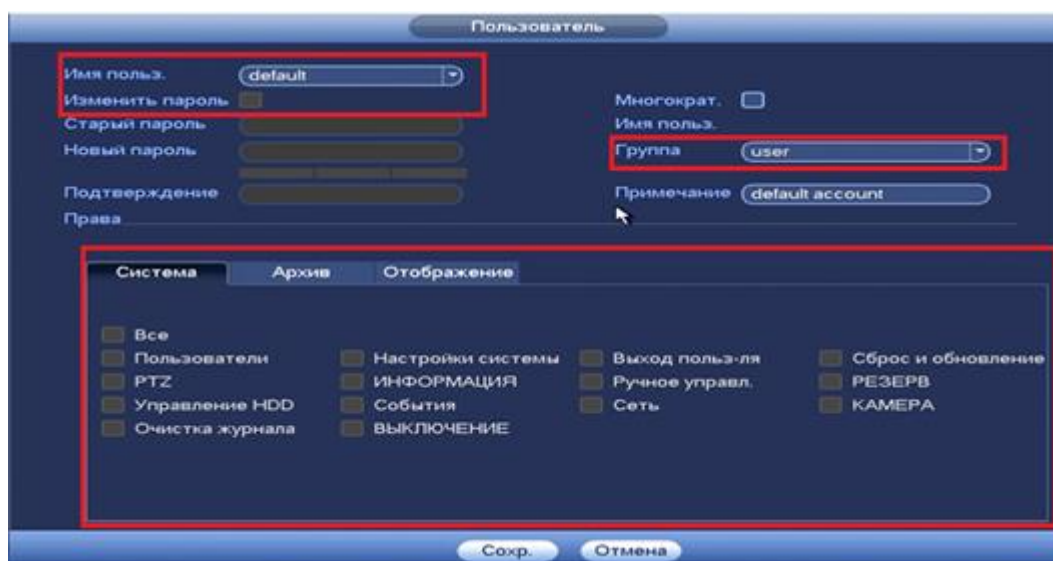 Пользователь
Имя польз. default
Изменить пароль Многократ.
Старый пароль Имя польз.
Новый пароль Группа user
Подтверждение Примечание default account
Права
Система Архив Отображение
Все
Пользователи Настройки системы Выход польз-ля Сброс и обновление
PTZ ИНФОРМАЦИЯ Ручное управл. РЕЗЕРВ
Управление HDD События Сеть КАМЕРА
Очистка журнала ВЫКЛЮЧЕНИЕ
Сохр. Отмена